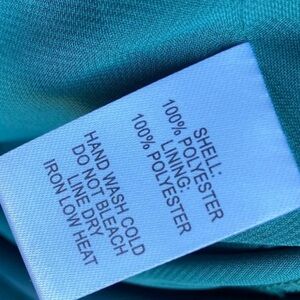 SHELL:
100% POLYESTER
LINING:
100% POLYESTER
HAND WASH COLD
DO NOT BLEACH
LINE DRY
IRON LOW HEAT